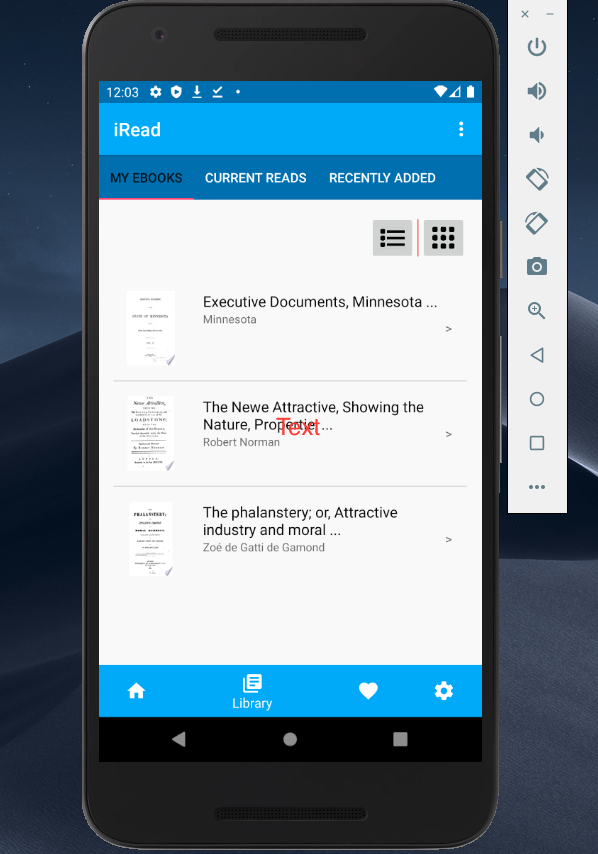 12:03
iRead
MY EBOOKS CURRENT READS RECENTLY ADDED
Executive Documents, Minnesota ...
Minnesota
>
The Newe Attractive, Showing the
Nature, Propertie ...
Text
Robert Norman
>
The phalanstery; or, Attractive
industry and moral ...
Zoé de Gatti de Gamond
>
Library